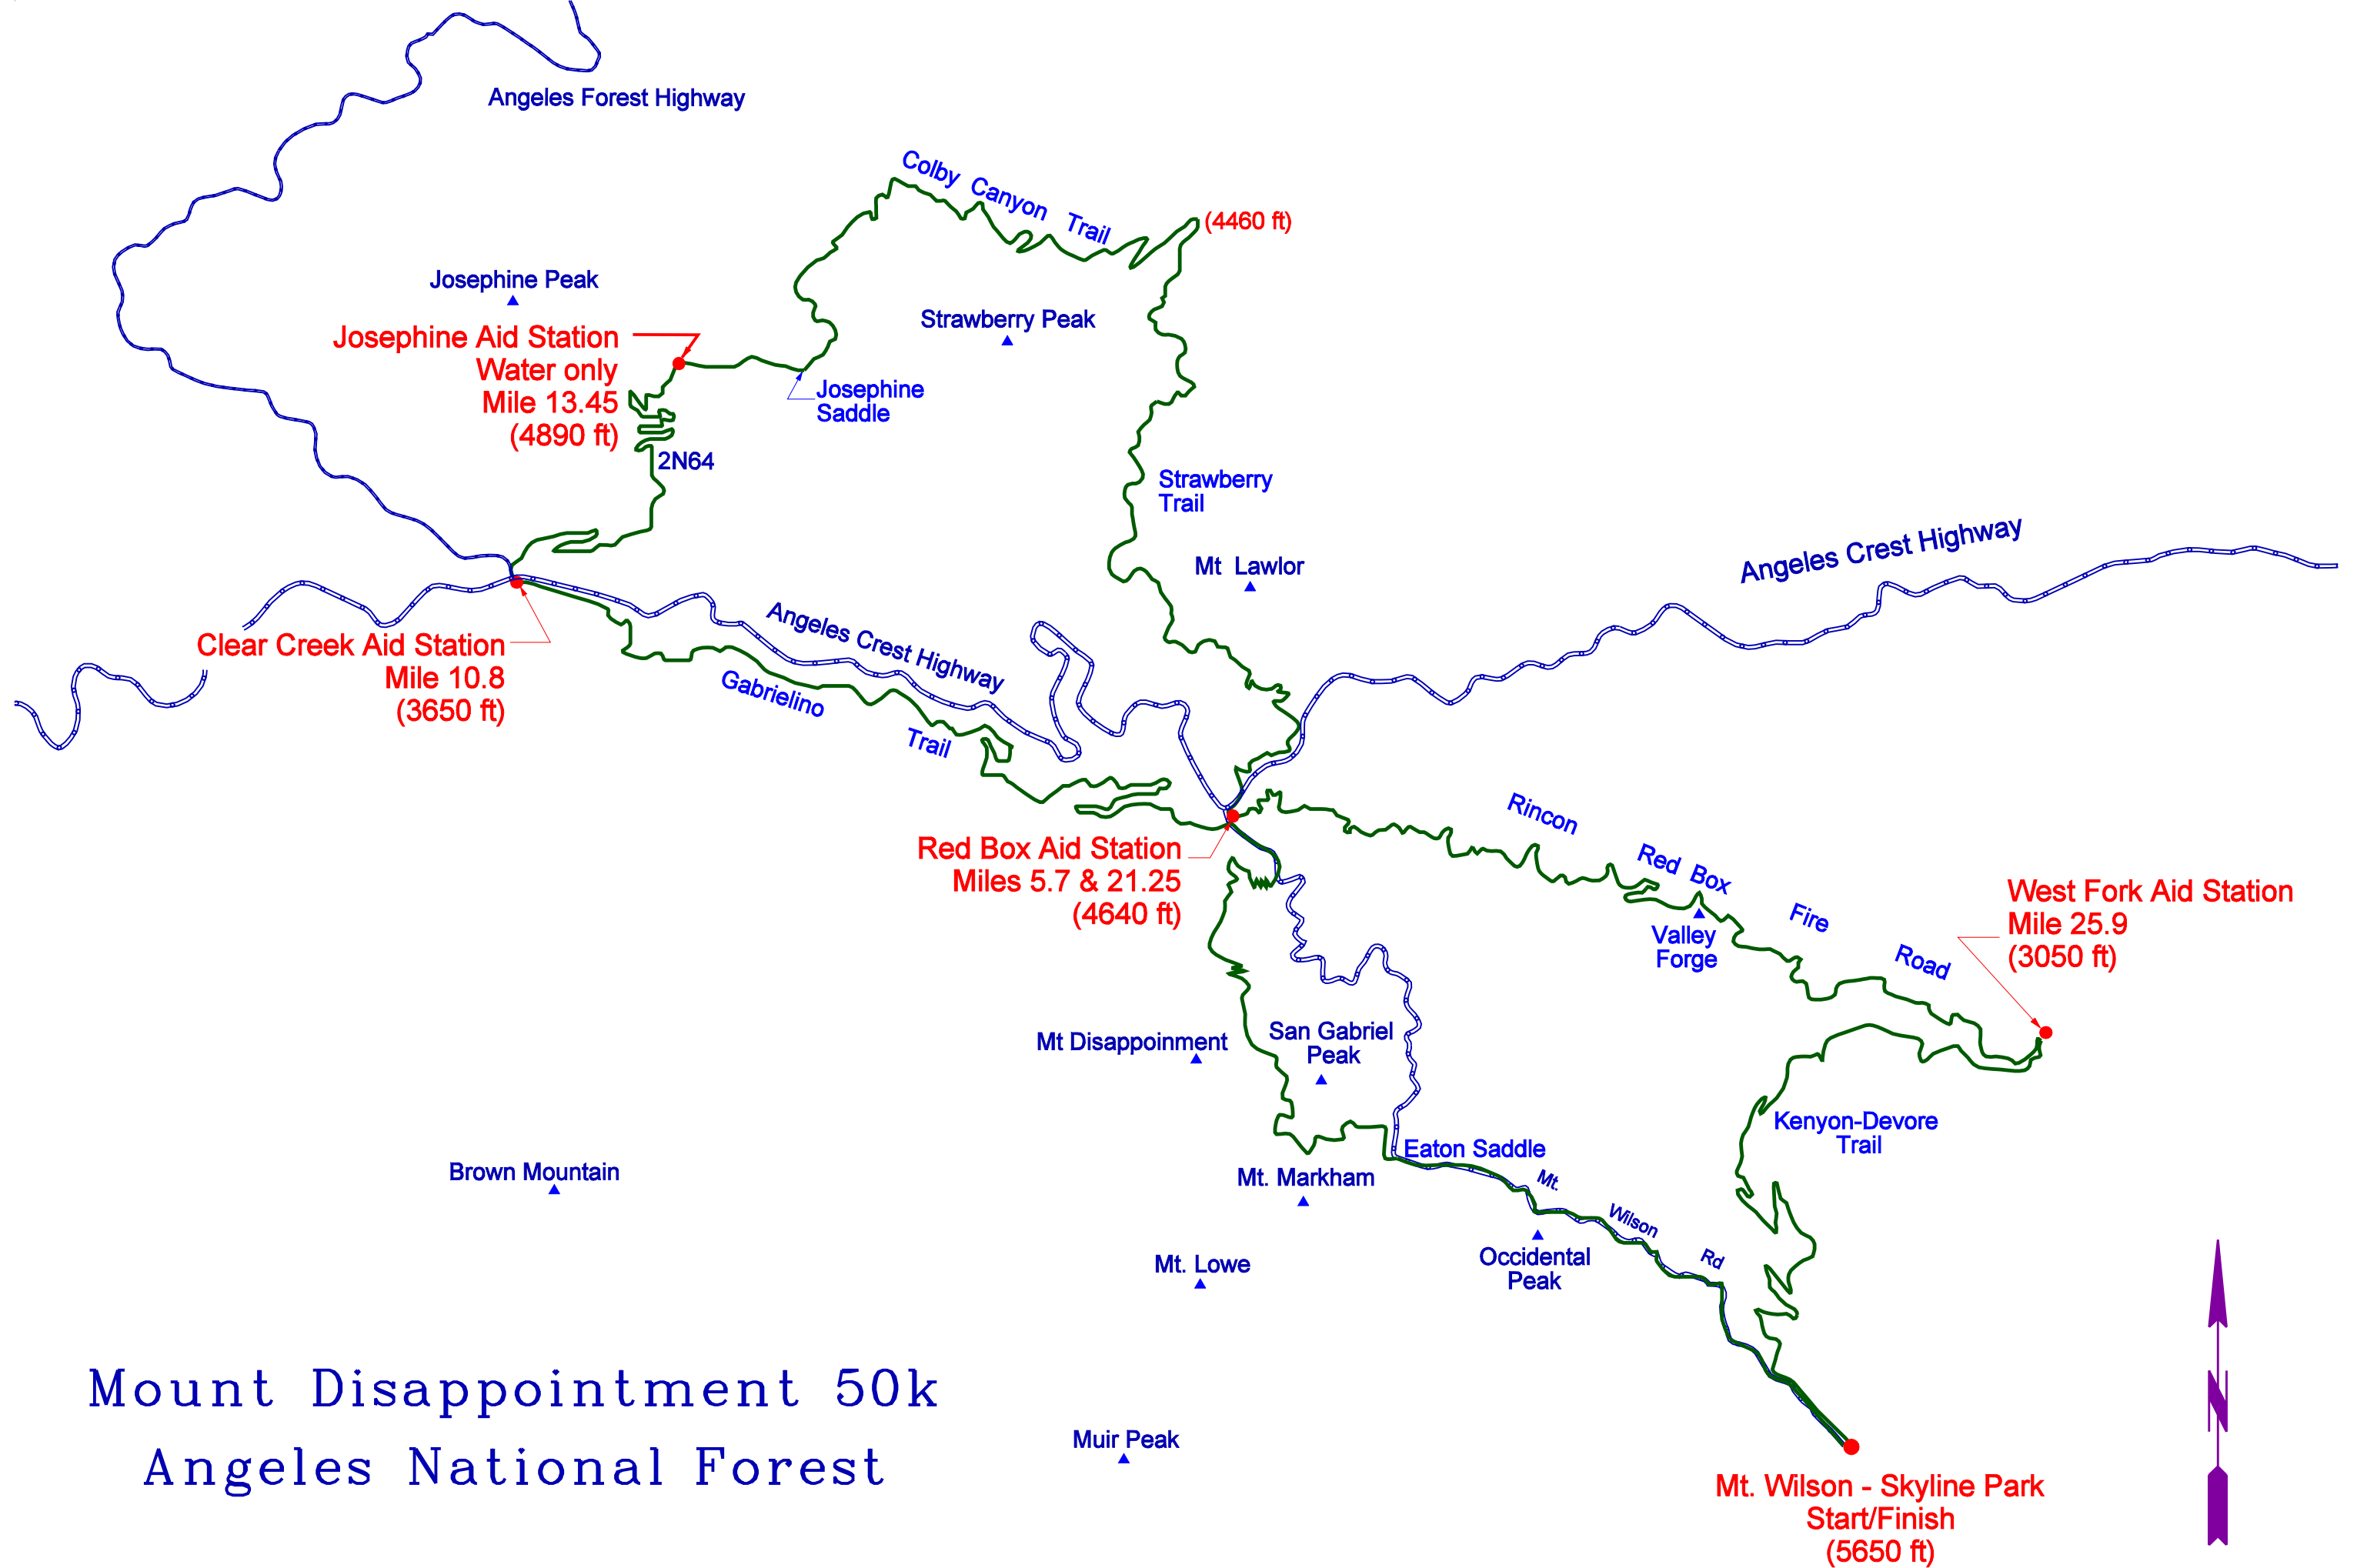 Angeles Forest Highway
Colby Canyon Trail
(4460 ft)
Josephine Peak
Strawberry Peak
Josephine Aid Station
Water only
Mile 13.45
(4890 ft)
Josephine
Saddle
2N64
Strawberry
Trail
Mt Lawlor
Angeles Crest Highway
Clear Creek Aid Station
Mile 10.8
(3650 ft)
Angeles Crest Highway
Gabrielino
Trail
Red Box Aid Station
Miles 5.7 & 21.25
(4640 ft)
Rincon Red Box Fire Road
Valley
Forge
West Fork Aid Station
Mile 25.9
(3050 ft)
Mt Disappoinment
San Gabriel
Peak
Kenyon-Devore
Trail
Eaton Saddle
Brown Mountain
Mt. Markham
Mt. Wilson Rd
Mt. Lowe
Occidental
Peak
Mount Disappointment 50k
Angeles National Forest
Muir Peak
N
Mt. Wilson - Skyline Park
Start/Finish
(5650 ft)